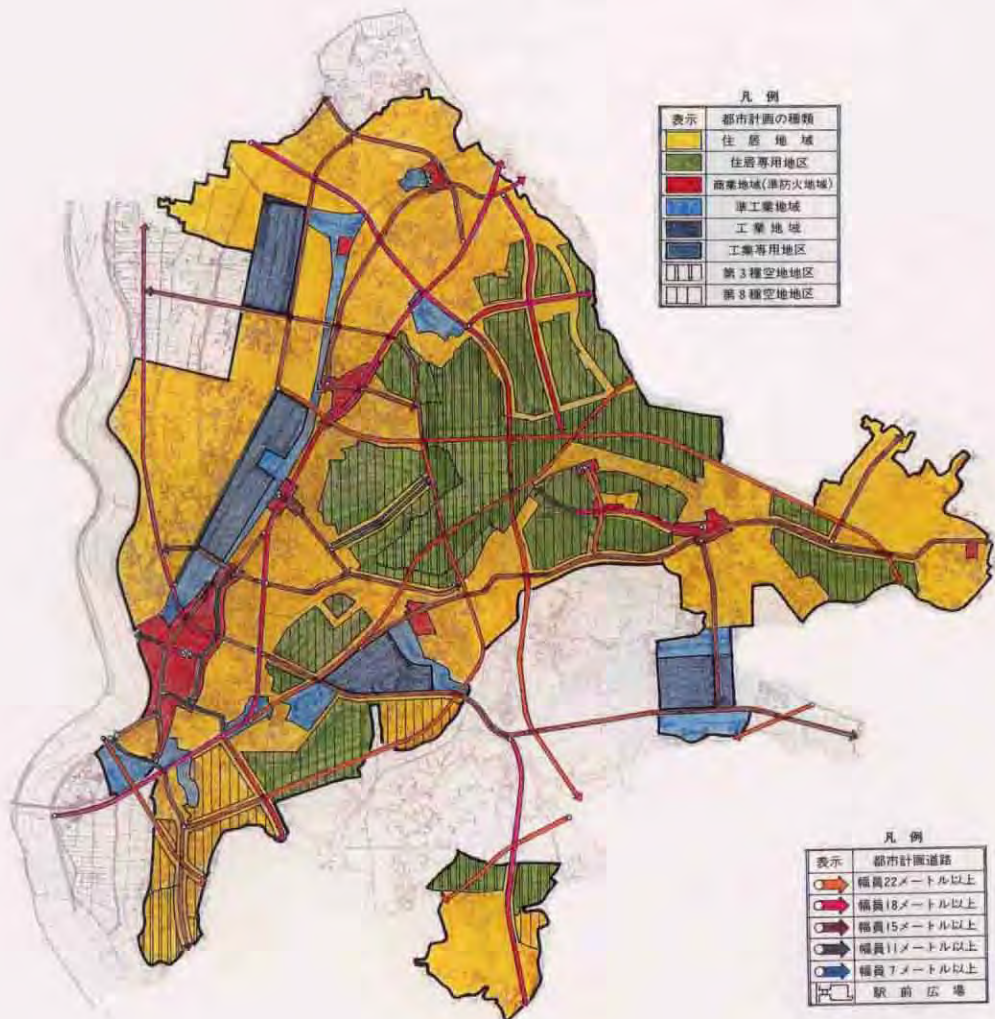 凡例
表示 都市計画の種類
住居地域
住居専用地区
商業地域(準防火地域)
準工業地域
工業地域
工業専用地区
第3種空地地区
第8種空地地区
凡例
表示 都市計画道路
幅員22メートル以上
幅員18メートル以上
幅員15メートル以上
幅員11メートル以上
幅員7メートル以上
駅前広場